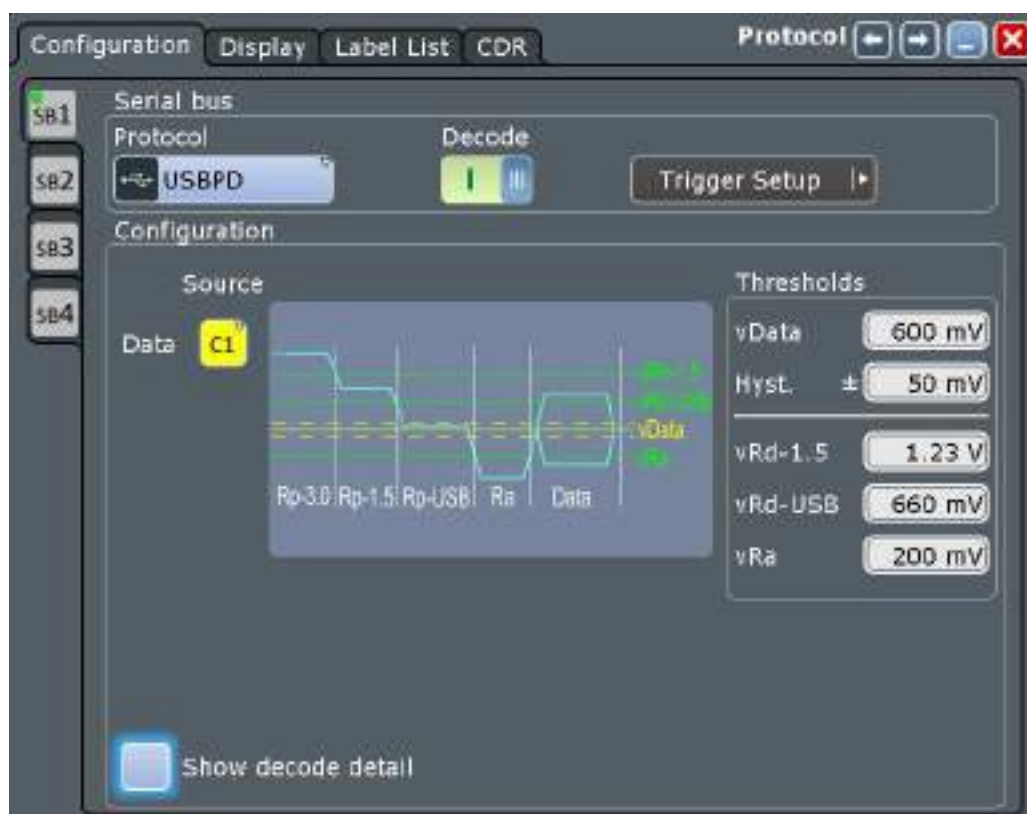 Configuration Display Label List CDR Protocol
SB1
Serial bus
Protocol Decode
SB2
USBPD Trigger Setup
SB3
Configuration
SB4
Source Thresholds
Data C1
vData 600 mV
Hyst. ± 50 mV
vData
vRd-1.5 1.23 V
Rp-3.0 Rp-1.5 Rp-USB Ra Data
vRd-USB 660 mV
vRa 200 mV
Show decode detail